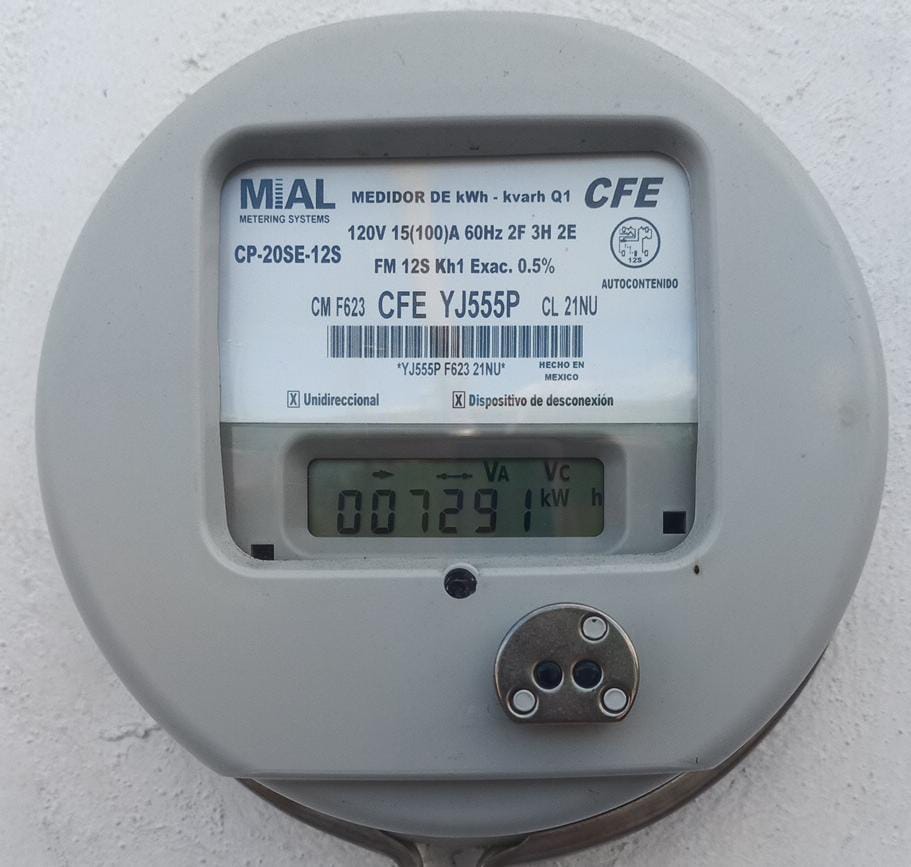 MIAL
METERING SYSTEMS
MEDIDOR DE kWh - kvarh Q1
CFE
120V 15(100)A 60Hz 2F 3H 2E
CP-20SE-12S
FM 12S Kh1 Exac. 0.5%
12S
AUTOCONTENIDO
CM F623 CFE YJ555P CL 21NU
*YJ555P F623 21NU*
HECHO EN
MEXICO
X Unidireccional
X Dispositivo de desconexión
VA VC
007291 kW h